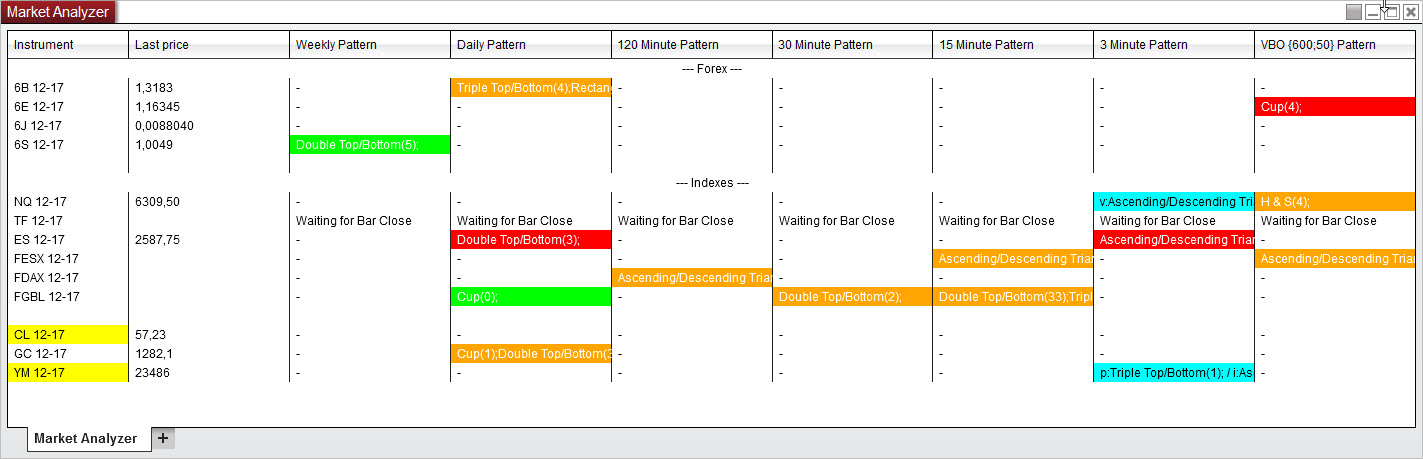 Market Analyzer
Instrument Last price Weekly Pattern Daily Pattern 120 Minute Pattern 30 Minute Pattern 15 Minute Pattern 3 Minute Pattern VBO {600;50} Pattern
--- Forex ---
6B 12-17 1,3183 - Triple Top/Bottom(4);Rectan - - - - -
6E 12-17 1,16345 - - - - - - Cup(4);
6J 12-17 0,0088040 - - - - - - -
6S 12-17 1,0049 Double Top/Bottom(5); - - - - - -
--- Indexes ---
NQ 12-17 6309,50 - - - - - v:Ascending/Descending Tri H & S(4);
TF 12-17 Waiting for Bar Close Waiting for Bar Close Waiting for Bar Close Waiting for Bar Close Waiting for Bar Close Waiting for Bar Close Waiting for Bar Close
ES 12-17 2587,75 - Double Top/Bottom(3); - - - Ascending/Descending Trian -
FESX 12-17 - - - - Ascending/Descending Trian - Ascending/Descending Trian
FDAX 12-17 - - Ascending/Descending Trian - - - -
FGBL 12-17 - Cup(0); - Double Top/Bottom(2); Double Top/Bottom(33);Tripl - -
CL 12-17 57,23 - - - - - - -
GC 12-17 1282,1 - Cup(1);Double Top/Bottom(3 - - - - -
YM 12-17 23486 - - - - - p:Triple Top/Bottom(1); / i:As -
Market Analyzer +